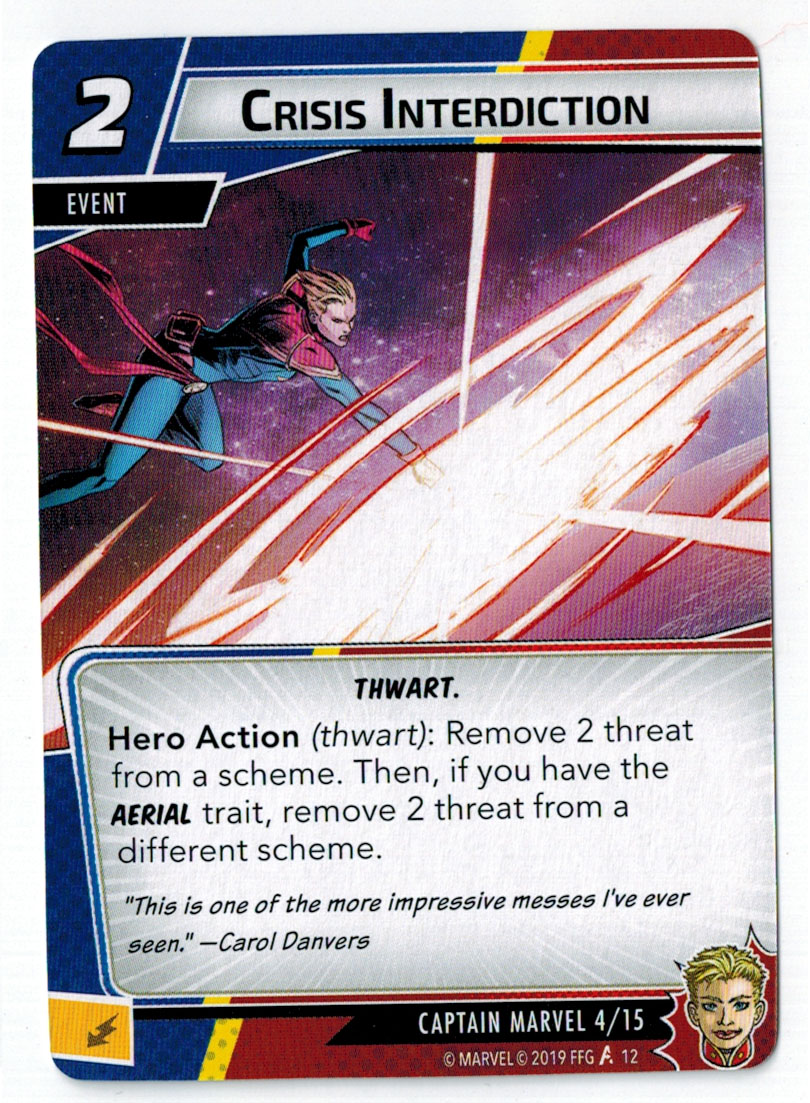 2
CRISIS INTERDICTION
EVENT
THWART.
Hero Action (thwart): Remove 2 threat
from a scheme. Then, if you have the
AERIAL trait, remove 2 threat from a
different scheme.
"This is one of the more impressive messes I've ever
seen." —Carol Danvers
CAPTAIN MARVEL 4/15
© MARVEL © 2019 FFG 12